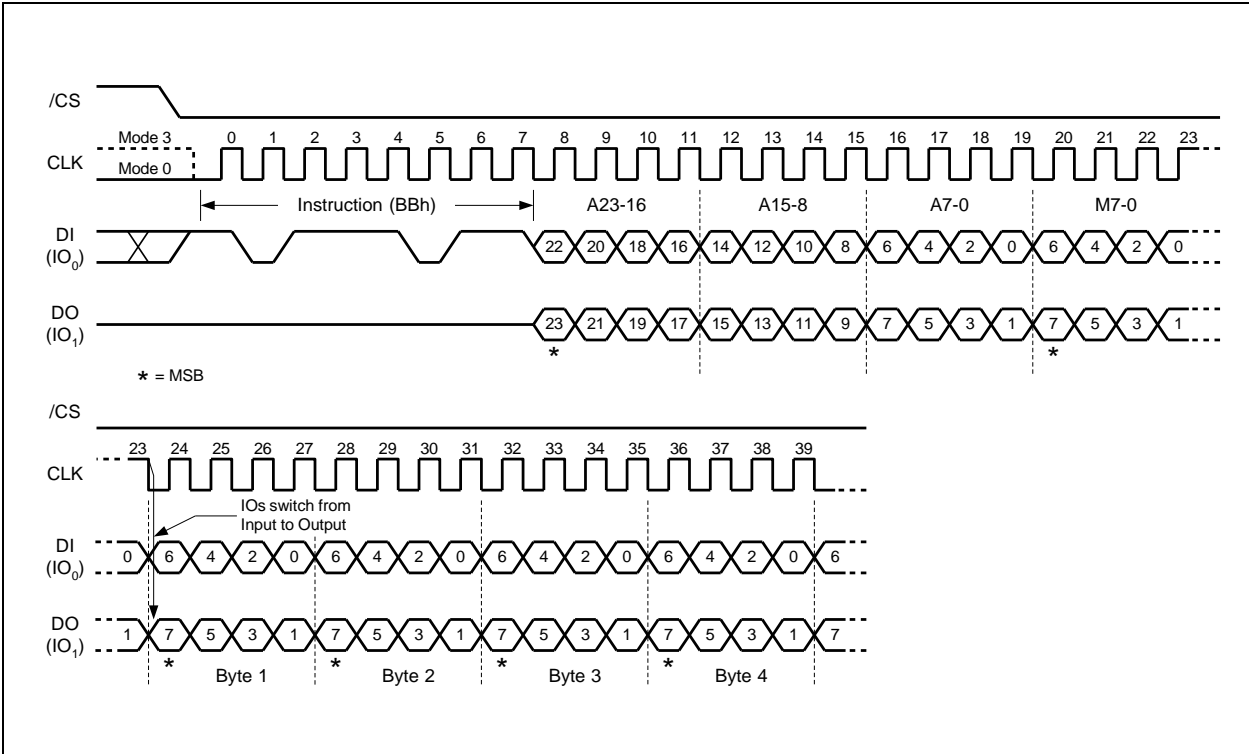 /CS
Mode 3 0 1 2 3 4 5 6 7 8 9 10 11 12 13 14 15 16 17 18 19 20 21 22 23
CLK
Mode 0
Instruction (BBh) A23-16 A15-8 A7-0 M7-0
DI
(IO0) 22 20 18 16 14 12 10 8 6 4 2 0 6 4 2 0
DO
(IO1) 23 21 19 17 15 13 11 9 7 5 3 1 7 5 3 1
* *
* = MSB
/CS
23 24 25 26 27 28 29 30 31 32 33 34 35 36 37 38 39
CLK
IOs switch from
Input to Output
DI
(IO0) 0 6 4 2 0 6 4 2 0 6 4 2 0 6 4 2 0 6
DO
(IO1) 1 7 5 3 1 7 5 3 1 7 5 3 1 7 5 3 1 7
* * * *
Byte 1 Byte 2 Byte 3 Byte 4